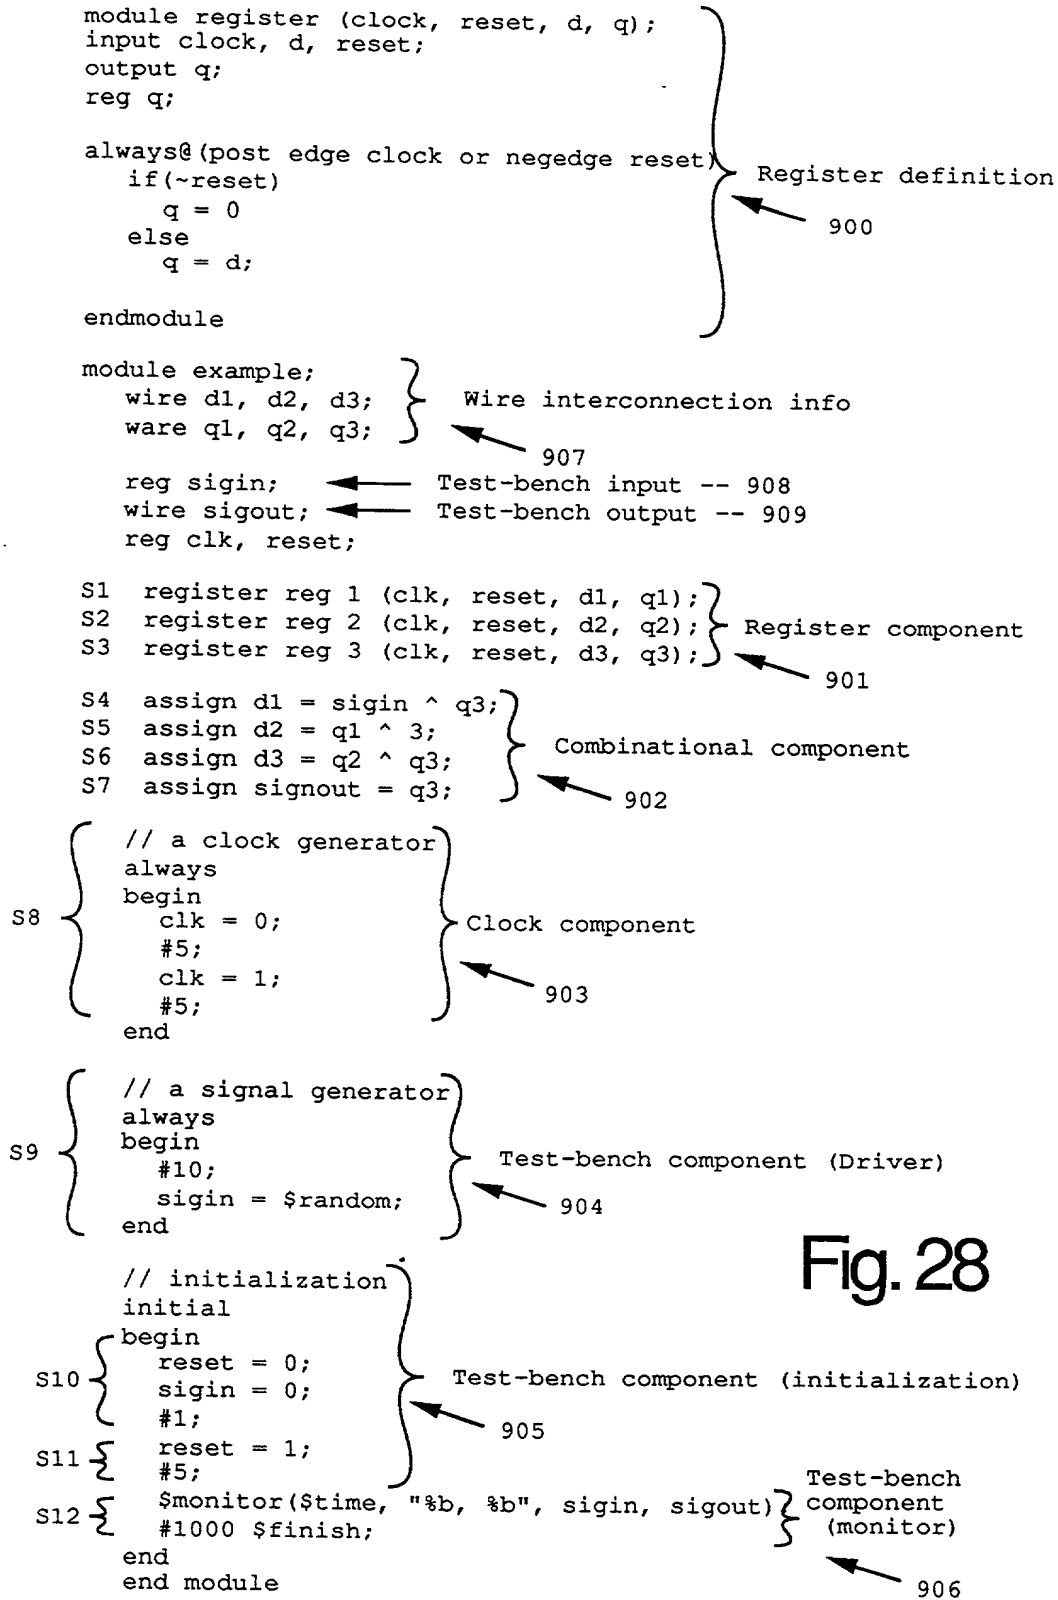 module register (clock, reset, d, q);
input clock, d, reset;
output q;
reg q;
always@(post edge clock or negedge reset)
if(~reset)
q = 0
else
q = d;
endmodule
Register definition
900
module example;
wire d1, d2, d3;
ware q1, q2, q3;
Wire interconnection info
907
reg sigin;
Test-bench input -- 908
wire sigout;
Test-bench output -- 909
reg clk, reset;
S1 register reg 1 (clk, reset, d1, q1);
S2 register reg 2 (clk, reset, d2, q2);
S3 register reg 3 (clk, reset, d3, q3);
Register component
901
S4 assign d1 = sigin ^ q3;
S5 assign d2 = q1 ^ 3;
S6 assign d3 = q2 ^ q3;
S7 assign signout = q3;
Combinational component
902
S8
// a clock generator
always
begin
clk = 0;
#5;
clk = 1;
#5;
end
Clock component
903
S9
// a signal generator
always
begin
#10;
sigin = $random;
end
Test-bench component (Driver)
904
Fig. 28
// initialization
initial
begin
S10
reset = 0;
sigin = 0;
#1;
S11
reset = 1;
#5;
Test-bench component (initialization)
905
S12
$monitor($time, "%b, %b", sigin, sigout)
#1000 $finish;
end
end module
Test-bench
component
(monitor)
906